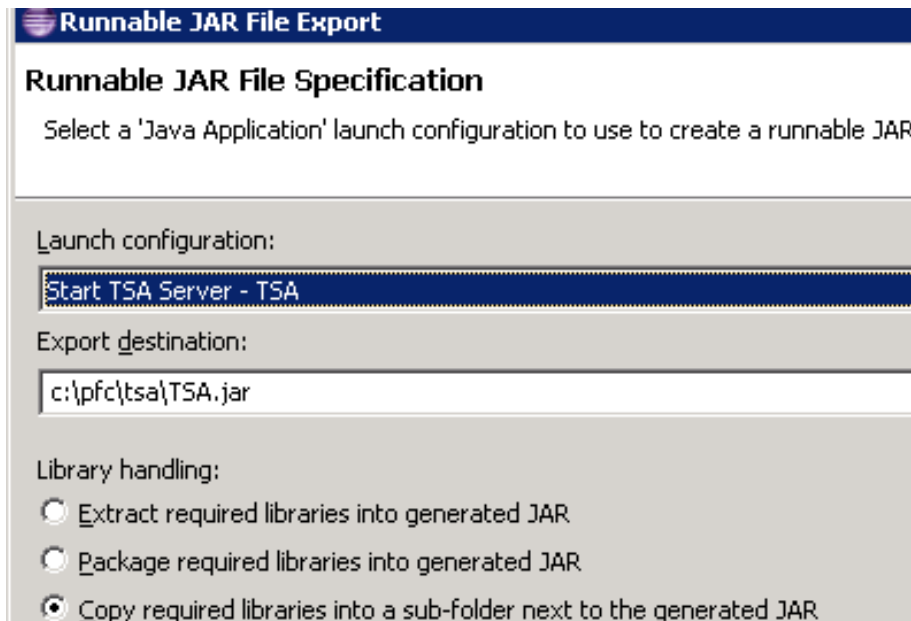 Runnable JAR File Export
Runnable JAR File Specification
Select a 'Java Application' launch configuration to use to create a runnable JAR
Launch configuration:
Start TSA Server - TSA
Export destination:
c:\pfc\tsa\TSA.jar
Library handling:
Extract required libraries into generated JAR
Package required libraries into generated JAR
Copy required libraries into a sub-folder next to the generated JAR